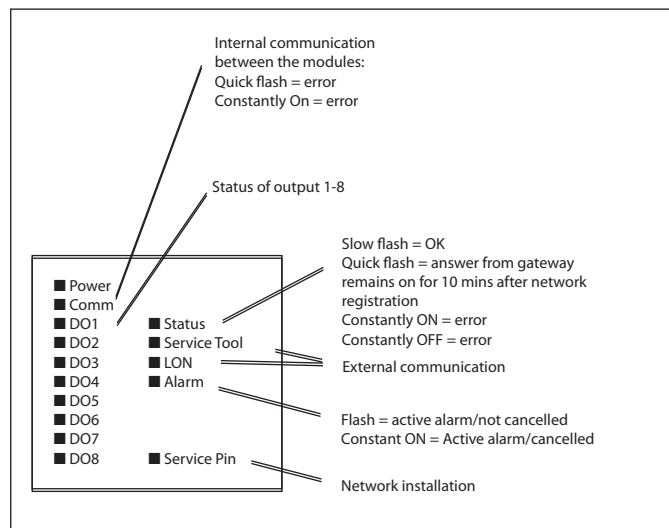 Internal communication
between the modules:
Quick flash = error
Constantly On = error
Status of output 1-8
Slow flash = OK
Quick flash = answer from gateway
remains on for 10 mins after network
registration
Constantly ON = error
Constantly OFF = error
External communication
Flash = active alarm/not cancelled
Constant ON = Active alarm/cancelled
Network installation
Power
Comm
DO1
DO2
DO3
DO4
DO5
DO6
DO7
DO8
Status
Service Tool
LON
Alarm
Service Pin